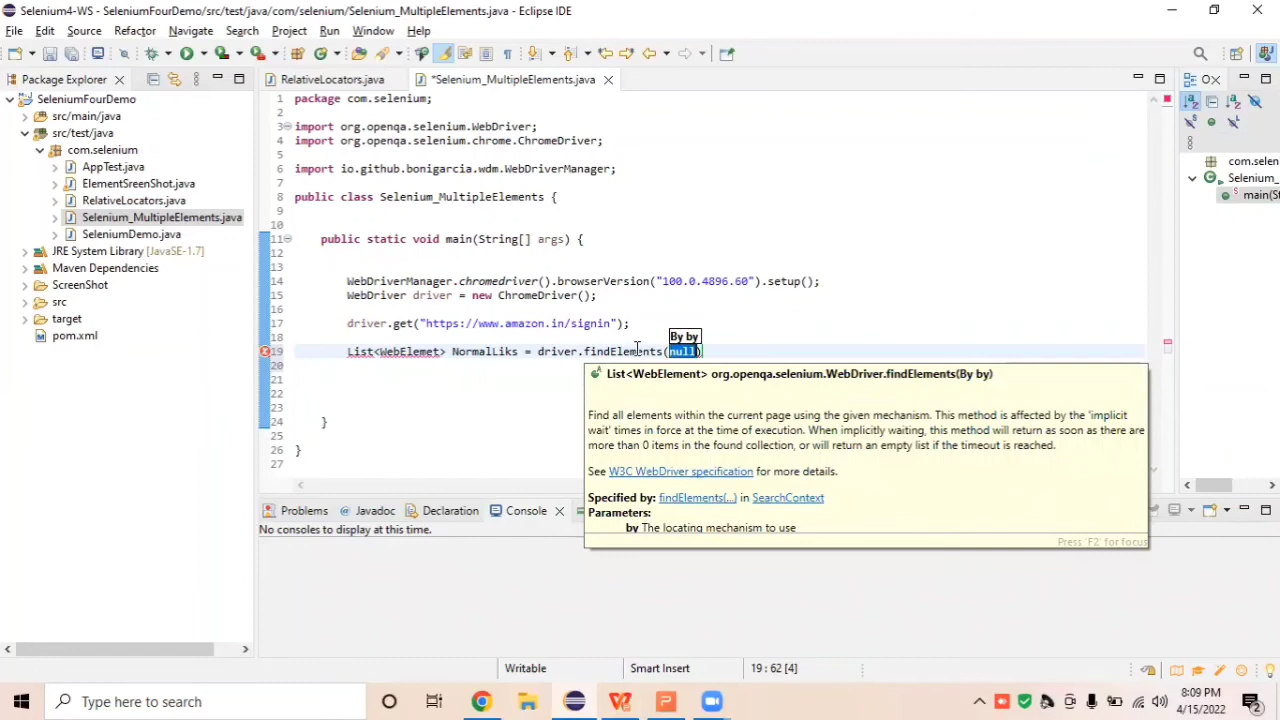 Selenium4-WS - SeleniumFourDemo/src/test/java/com/selenium/Selenium_MultipleElements.java - Eclipse IDE
File Edit Source Refactor Navigate Search Project Run Window Help
Package Explorer
RelativeLocators.java
*Selenium_MultipleElements.java
SeleniumFourDemo
src/main/java
src/test/java
com.selenium
AppTest.java
ElementSreenShot.java
RelativeLocators.java
Selenium_MultipleElements.java
SeleniumDemo.java
JRE System Library [JavaSE-1.7]
Maven Dependencies
ScreenShot
src
target
pom.xml
1 package com.selenium;
2
3 import org.openqa.selenium.WebDriver;
4 import org.openqa.selenium.chrome.ChromeDriver;
5
6 import io.github.bonigarcia.wdm.WebDriverManager;
7
8 public class Selenium_MultipleElements {
9
10
11 public static void main(String[] args) {
12
13
14 WebDriverManager.chromedriver().browserVersion("100.0.4896.60").setup();
15 WebDriver driver = new ChromeDriver();
16
17 driver.get("https://www.amazon.in/signin");
18
By by
19 List<WebElemet> NormalLiks = driver.findElements(null)
20
21
22
23
24 }
25
26 }
27
List<WebElement> org.openqa.selenium.WebDriver.findElements(By by)
Find all elements within the current page using the given mechanism. This method is affected by the 'implicit
wait' times in force at the time of execution. When implicitly waiting, this method will return as soon as there are
more than 0 items in the found collection, or will return an empty list if the timeout is reached.
See W3C WebDriver specification for more details.
Specified by: findElements(...) in SearchContext
Parameters:
by The locating mechanism to use
Press 'F2' for focus
com.selen
Selenium_
main(St
Problems Javadoc Declaration Console
No consoles to display at this time.
Writable Smart Insert 19 : 62 [4]
Type here to search
8:09 PM
4/15/2022
2